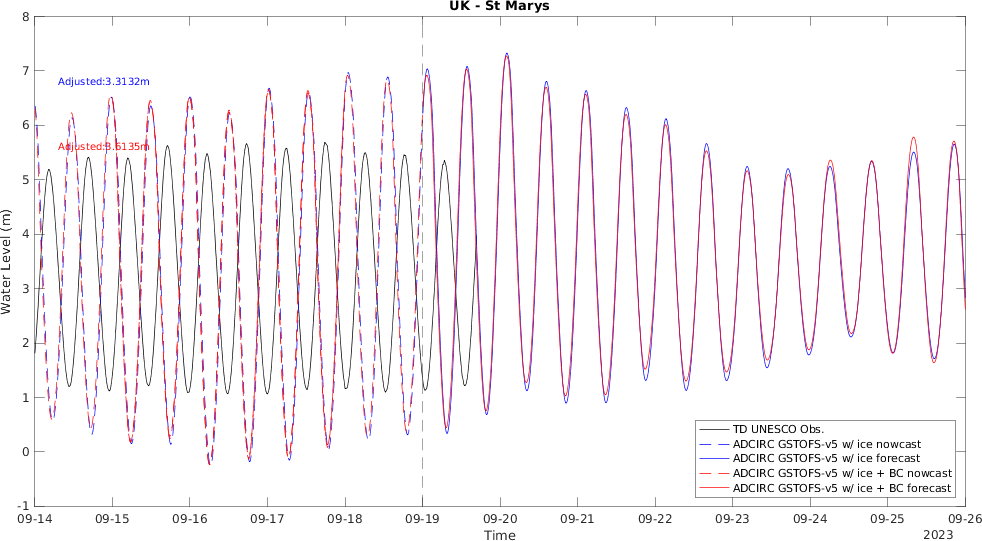 UK - St Marys
8
7
6
5
4
3
2
1
0
-1
Water Level (m)
Adjusted:3.3132m
Adjusted:3.6135m
TD UNESCO Obs.
ADCIRC GSTOFS-v5 w/ ice nowcast
ADCIRC GSTOFS-v5 w/ ice forecast
ADCIRC GSTOFS-v5 w/ ice + BC nowcast
ADCIRC GSTOFS-v5 w/ ice + BC forecast
09-14 09-15 09-16 09-17 09-18 09-19 09-20 09-21 09-22 09-23 09-24 09-25 09-26
Time
2023